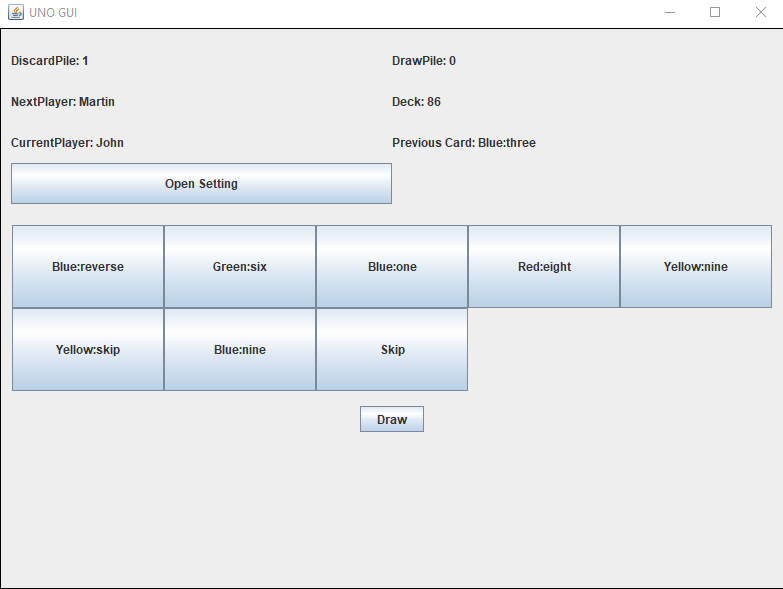 UNO GUI
DiscardPile: 1
DrawPile: 0
NextPlayer: Martin
Deck: 86
CurrentPlayer: John
Previous Card: Blue:three
Open Setting
Blue:reverse
Green:six
Blue:one
Red:eight
Yellow:nine
Yellow:skip
Blue:nine
Skip
Draw